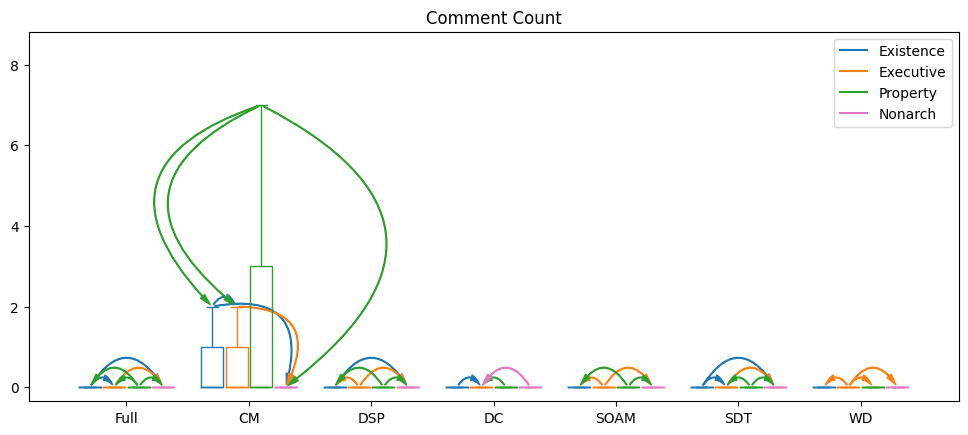 Comment Count
8
6
4
2
0
Existence
Executive
Property
Nonarch
Full CM DSP DC SOAM SDT WD